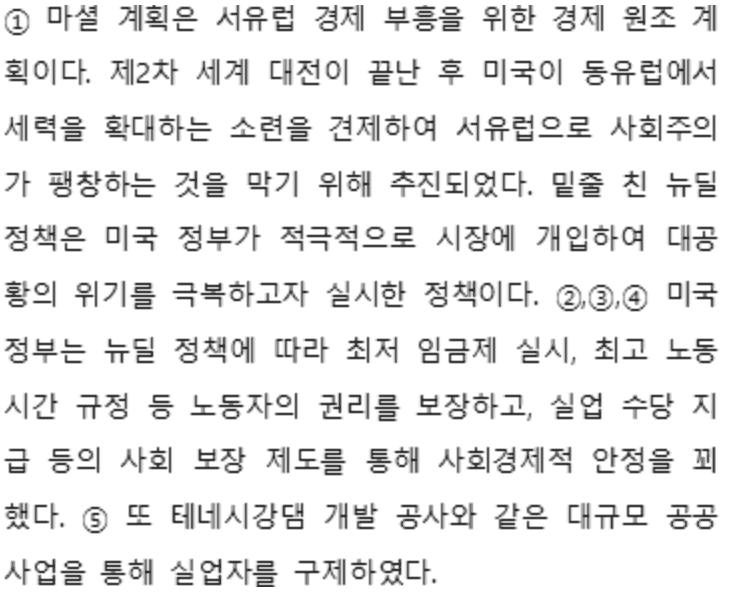 ① 마셜 계획은 서유럽 경제 부흥을 위한 경제 원조 계
획이다. 제2차 세계 대전이 끝난 후 미국이 동유럽에서
세력을 확대하는 소련을 견제하여 서유럽으로 사회주의
가 팽창하는 것을 막기 위해 추진되었다. 밑줄 친 뉴딜
정책은 미국 정부가 적극적으로 시장에 개입하여 대공
황의 위기를 극복하고자 실시한 정책이다. ②,③,④ 미국
정부는 뉴딜 정책에 따라 최저 임금제 실시, 최고 노동
시간 규정 등 노동자의 권리를 보장하고, 실업 수당 지
급 등의 사회 보장 제도를 통해 사회경제적 안정을 꾀
했다. ⑤ 또 테네시강댐 개발 공사와 같은 대규모 공공
사업을 통해 실업자를 구제하였다.